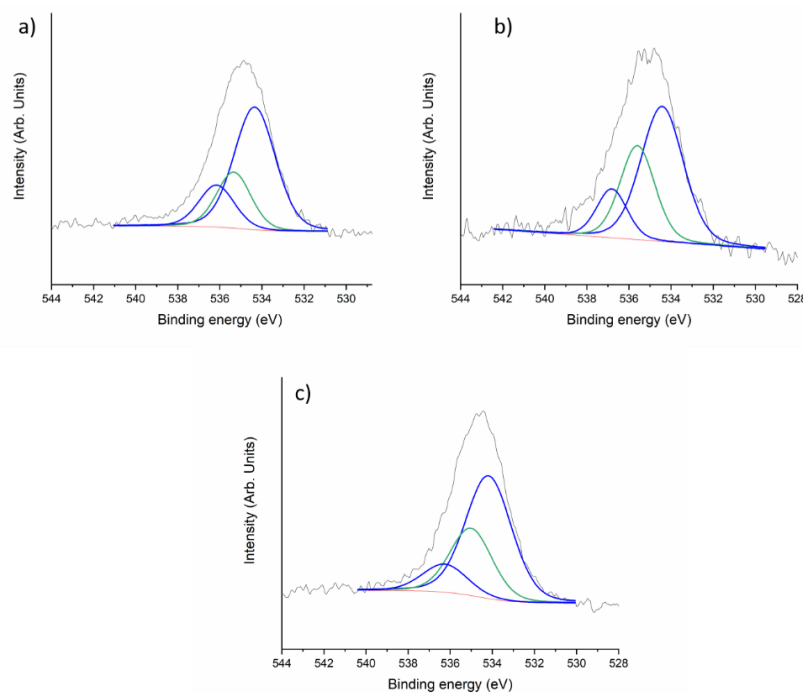 a)
Intensity (Arb. Units)
544 542 540 538 536 534 532 530
Binding energy (eV)
b)
Intensity (Arb. Units)
544 542 540 538 536 534 532 530 528
Binding energy (eV)
c)
Intensity (Arb. Units)
544 542 540 538 536 534 532 530 528
Binding energy (eV)